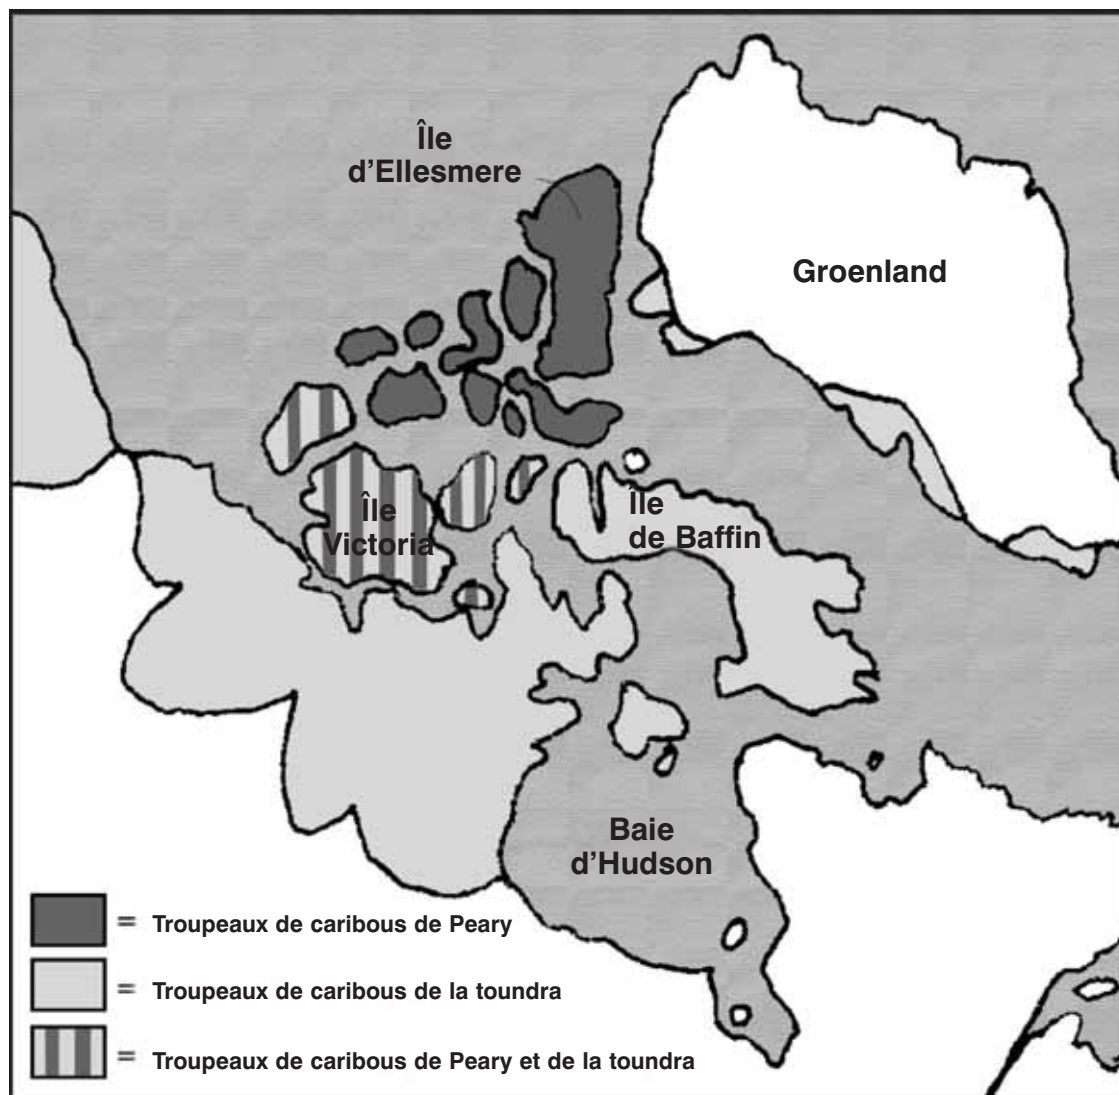 Île
d'Ellesmere
Groenland
Île
Victoria
Île
de Baffin
Baie
d'Hudson
= Troupeaux de caribous de Peary
= Troupeaux de caribous de la toundra
= Troupeaux de caribous de Peary et de la toundra